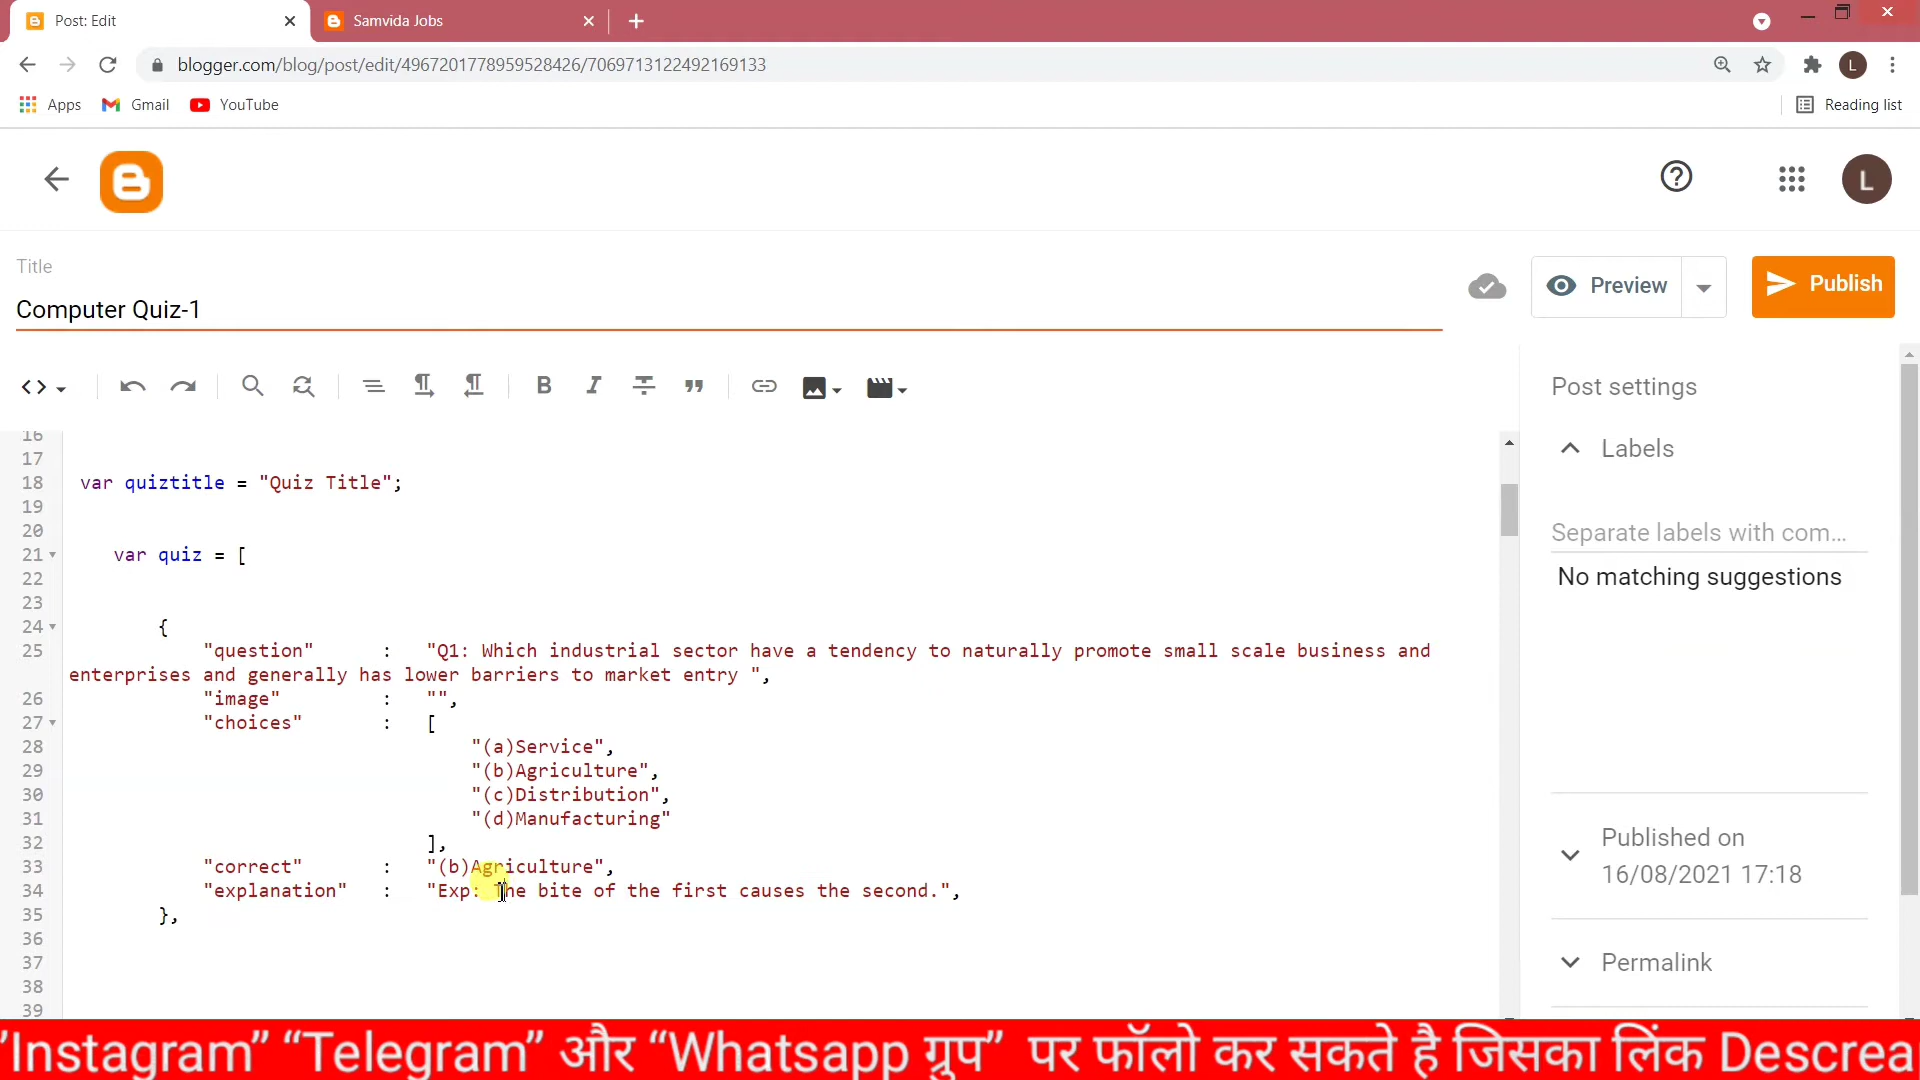 Post: Edit
Samvida Jobs
blogger.com/blog/post/edit/4967201778959528426/7069713122492169133
L
Apps
Gmail
YouTube
Reading list
L
Title
Computer Quiz-1
Preview
Publish
Post settings
Labels
Separate labels with com...
No matching suggestions
Published on
16/08/2021 17:18
Permalink
16
17
18 var quiztitle = "Quiz Title";
19
20
21 var quiz = [
22
23
24 {
25 "question" : "Q1: Which industrial sector have a tendency to naturally promote small scale business and
enterprises and generally has lower barriers to market entry ",
26 "image" : "",
27 "choices" : [
28 "(a)Service",
29 "(b)Agriculture",
30 "(c)Distribution",
31 "(d)Manufacturing"
32 ],
33 "correct" : "(b)Agriculture",
34 "explanation" : "Exp: The bite of the first causes the second.",
35 },
36
37
38
39
"Instagram” “Telegram” और “Whatsapp ग्रुप” पर फॉलो कर सकते है जिसका लिंक Descrea